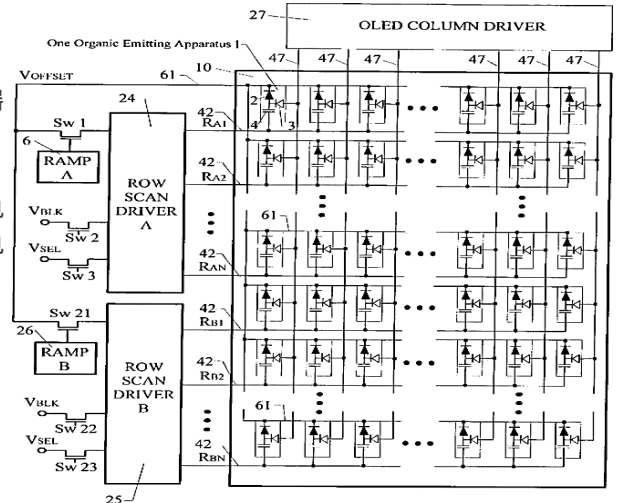 27
OLED COLUMN DRIVER
One Organic Emitting Apparatus 1
47 47 47 47 47 47
VOFFSET
61
10
24
2
4
3
42
RA1
Sw 1
6
RAMP A
ROW SCAN DRIVER A
42
RA2
VBLK
Sw 2
VSEL
Sw 3
61
42
RAN
Sw 21
42
RB1
26
RAMP B
ROW SCAN DRIVER B
42
RB2
VBLK
Sw 22
VSEL
Sw 23
61
42
RBN
25